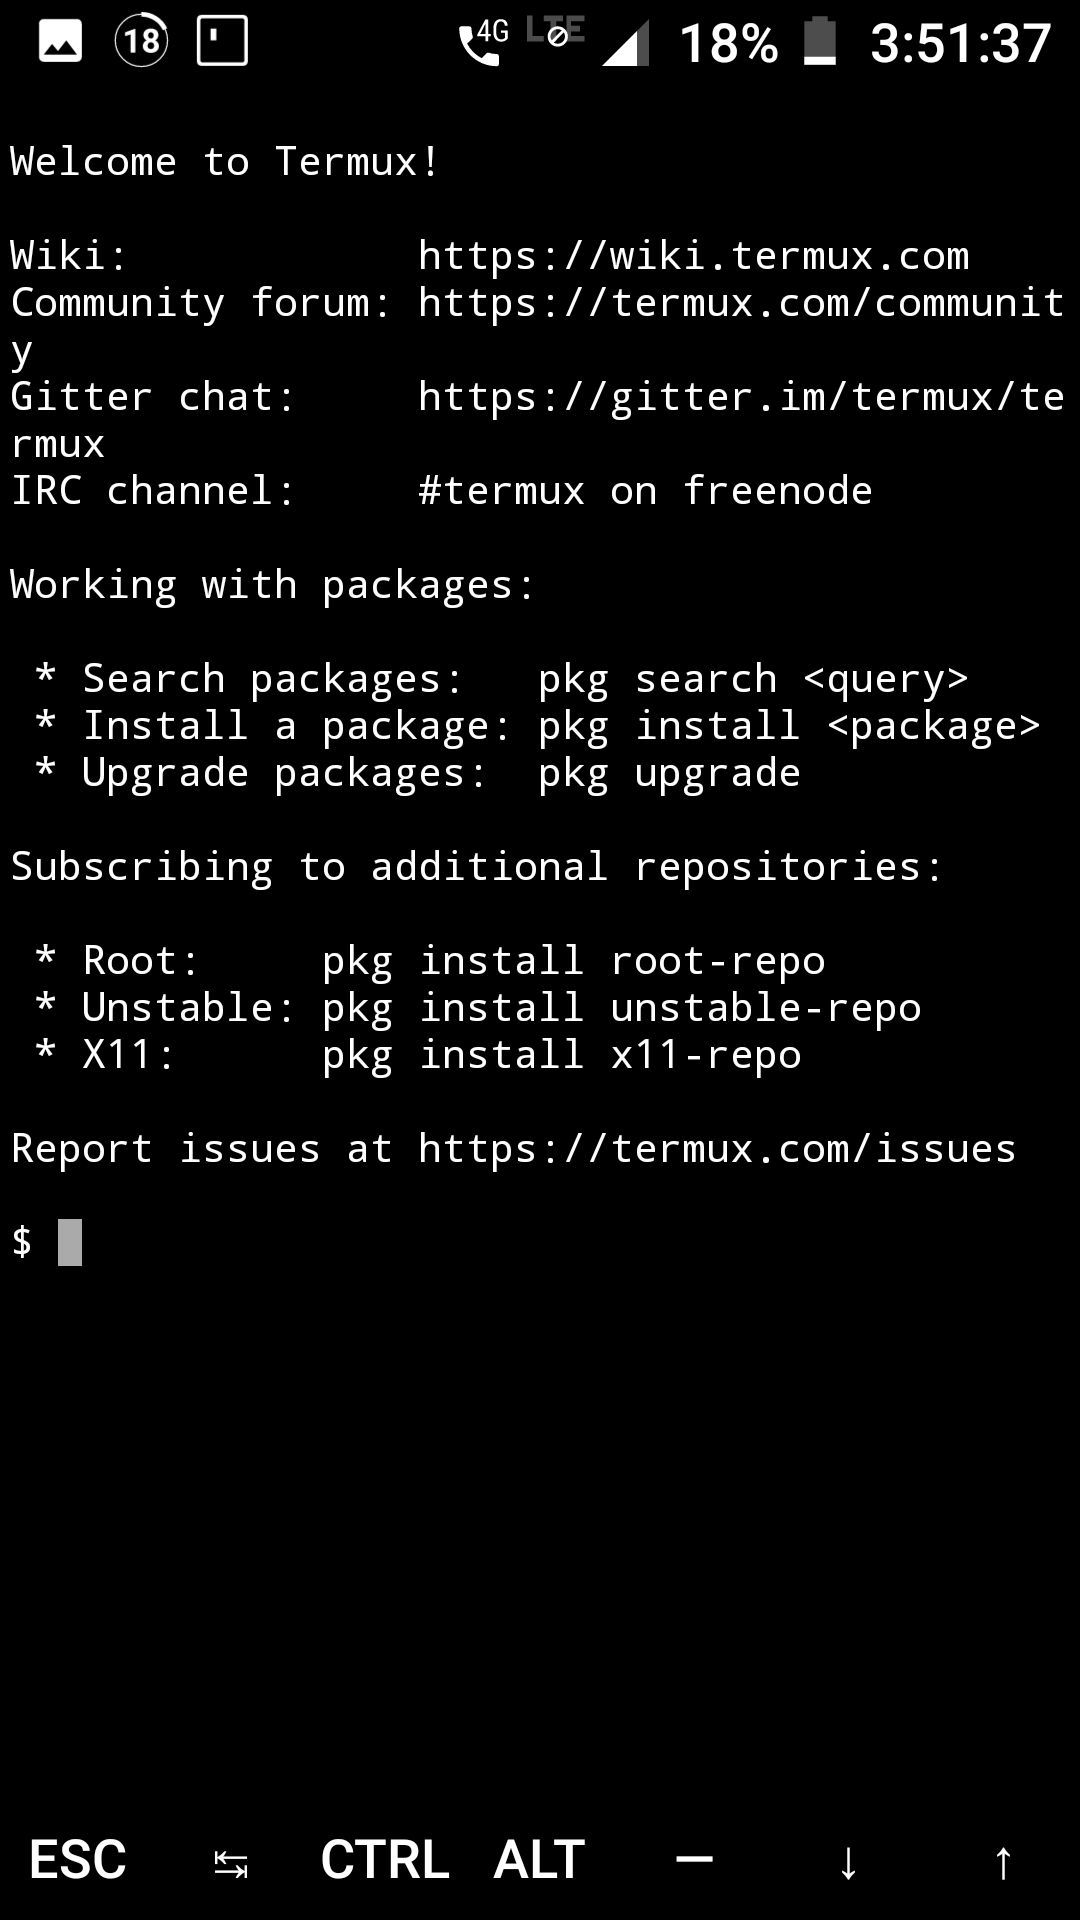 18 4G LTE 18% 3:51:37
Welcome to Termux!
Wiki:            https://wiki.termux.com
Community forum: https://termux.com/communit
y
Gitter chat:     https://gitter.im/termux/te
rmux
IRC channel:     #termux on freenode
Working with packages:
 * Search packages:   pkg search <query>
 * Install a package: pkg install <package>
 * Upgrade packages:  pkg upgrade
Subscribing to additional repositories:
 * Root:     pkg install root-repo
 * Unstable: pkg install unstable-repo
 * X11:      pkg install x11-repo
Report issues at https://termux.com/issues
$
ESC ↹ CTRL ALT — ↓ ↑